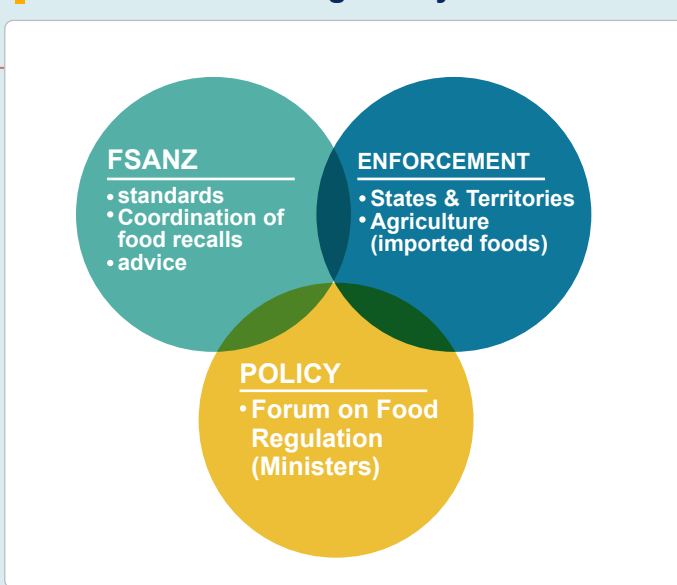 FSANZ
• standards
• Coordination of
food recalls
• advice
ENFORCEMENT
• States & Territories
• Agriculture
(imported foods)
POLICY
• Forum on Food
Regulation
(Ministers)